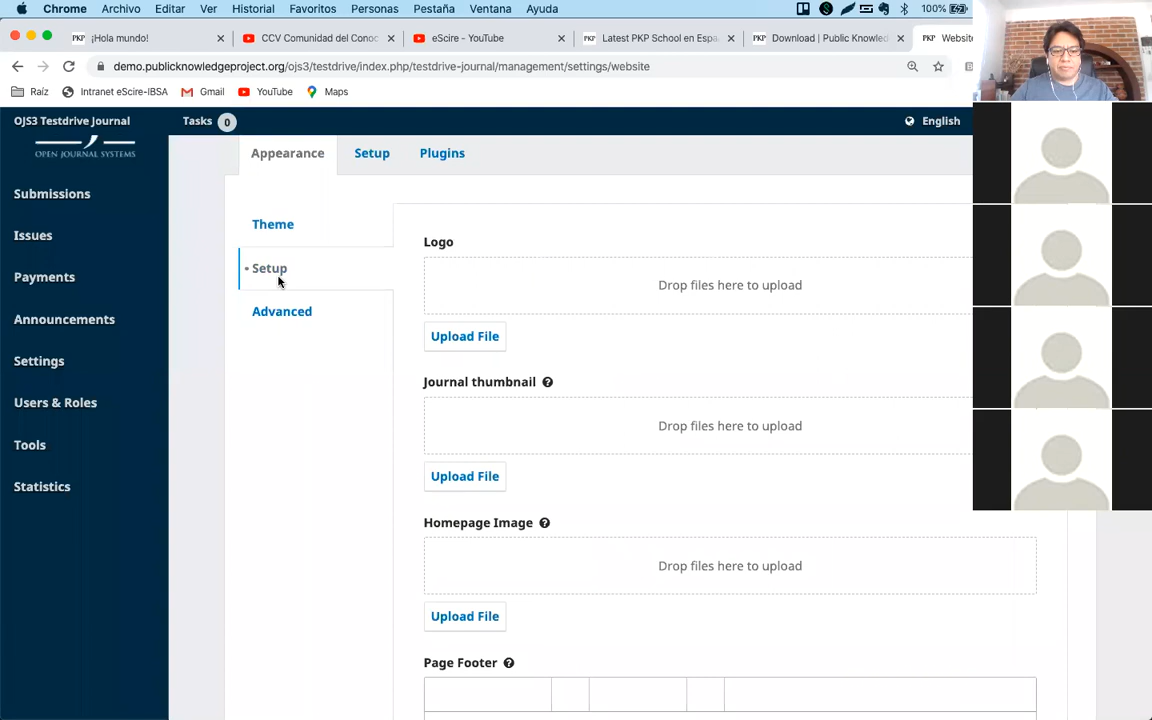 Chrome Archivo Editar Ver Historial Favoritos Personas Pestaña Ventana Ayuda 100%
PKP ¡Hola mundo! CCV Comunidad del Conoc eScire - YouTube PKP Latest PKP School en Espa PKP Download | Public Knowled PKP Website
demo.publicknowledgeproject.org/ojs3/testdrive/index.php/testdrive-journal/management/settings/website
Raíz Intranet eScire-IBSA Gmail YouTube Maps
OJS3 Testdrive Journal Tasks 0 English
OPEN JOURNAL SYSTEMS
Submissions
Issues
Payments
Announcements
Settings
Users & Roles
Tools
Statistics
Appearance Setup Plugins
Theme
Setup
Advanced
Logo
Drop files here to upload
Upload File
Journal thumbnail
Drop files here to upload
Upload File
Homepage Image
Drop files here to upload
Upload File
Page Footer